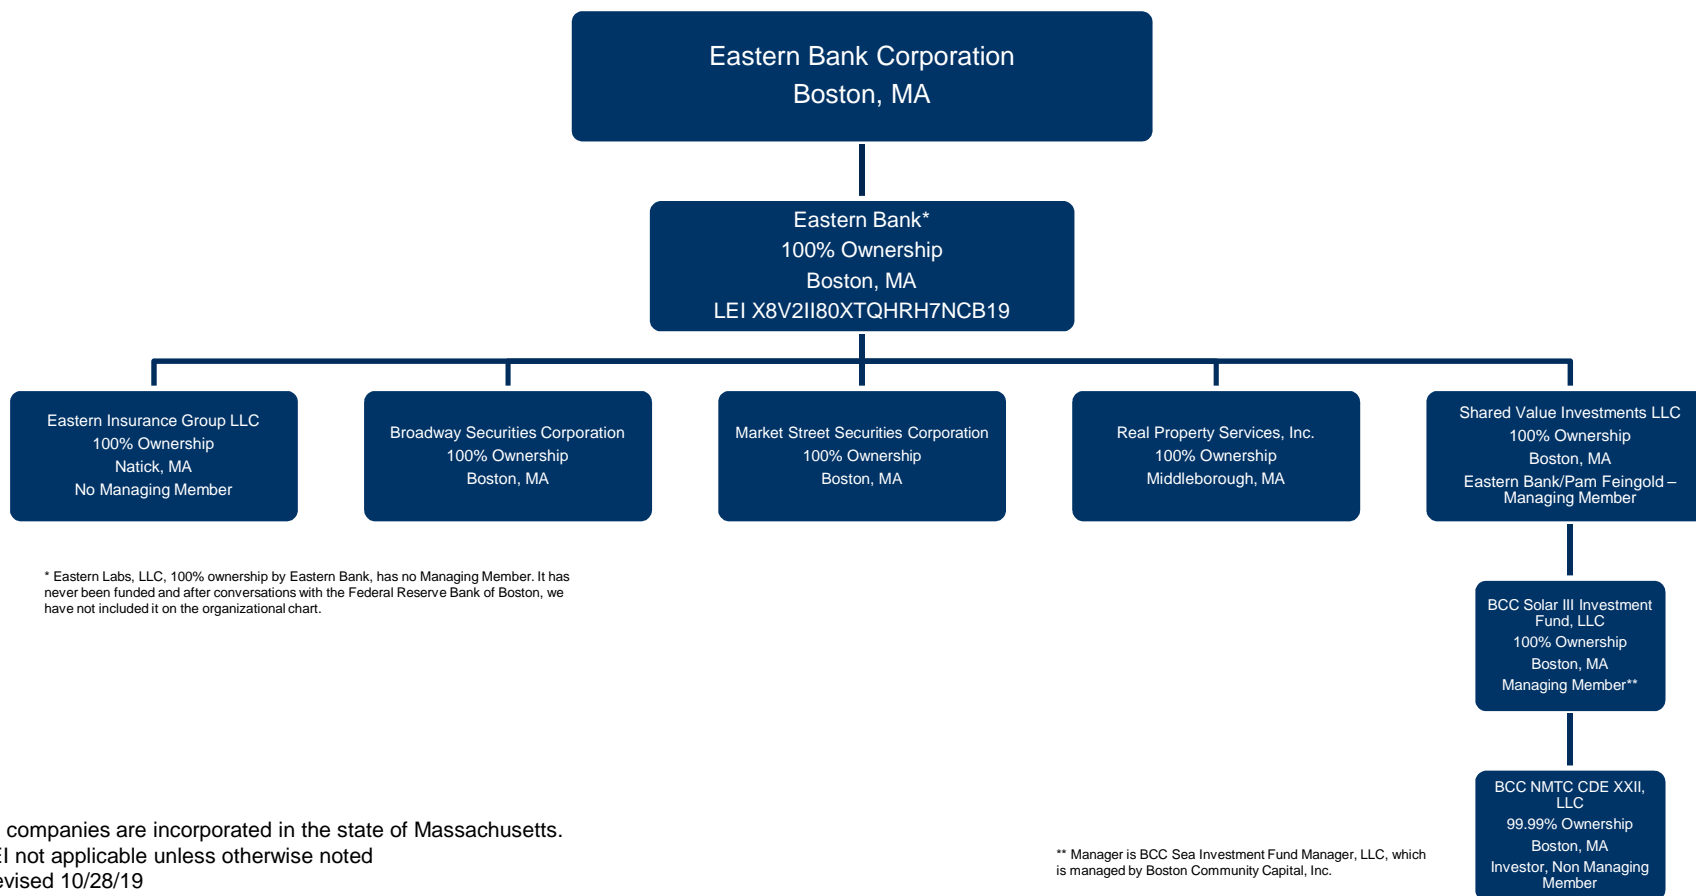 Eastern Bank Corporation
Boston, MA
Eastern Bank*
100% Ownership
Boston, MA
LEI X8V2II80XTQHRH7NCB19
Eastern Insurance Group LLC
100% Ownership
Natick, MA
No Managing Member
Broadway Securities Corporation
100% Ownership
Boston, MA
Market Street Securities Corporation
100% Ownership
Boston, MA
Real Property Services, Inc.
100% Ownership
Middleborough, MA
Shared Value Investments LLC
100% Ownership
Boston, MA
Eastern Bank/Pam Feingold –
Managing Member
* Eastern Labs, LLC, 100% ownership by Eastern Bank, has no Managing Member. It has
never been funded and after conversations with the Federal Reserve Bank of Boston, we
have not included it on the organizational chart.
BCC Solar III Investment
Fund, LLC
100% Ownership
Boston, MA
Managing Member**
BCC NMTC CDE XXII,
LLC
99.99% Ownership
Boston, MA
Investor, Non Managing
Member
companies are incorporated in the state of Massachusetts.
not applicable unless otherwise noted
10/28/19
** Manager is BCC Sea Investment Fund Manager, LLC, which
is managed by Boston Community Capital, Inc.